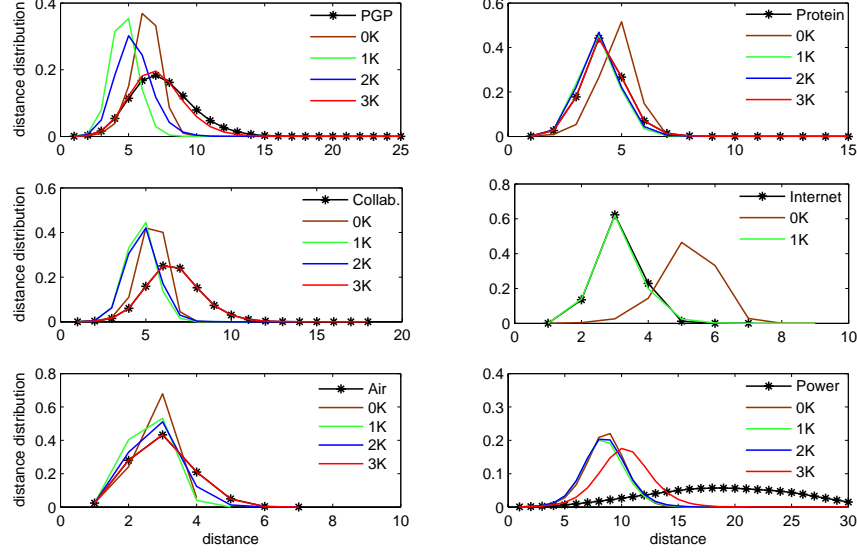 distance distribution
0.4
0.2
0
0 5 10 15 20 25
PGP
0K
1K
2K
3K
0.6
0.4
0.2
0
0 5 10 15
Protein
0K
1K
2K
3K
distance distribution
0.6
0.4
0.2
0
0 5 10 15 20
Collab.
0K
1K
2K
3K
0.8
0.6
0.4
0.2
0
0 2 4 6 8 10
Internet
0K
1K
distance distribution
0.8
0.6
0.4
0.2
0
0 2 4 6 8 10
distance
Air
0K
1K
2K
3K
0.4
0.3
0.2
0.1
0
0 5 10 15 20 25 30
distance
Power
0K
1K
2K
3K